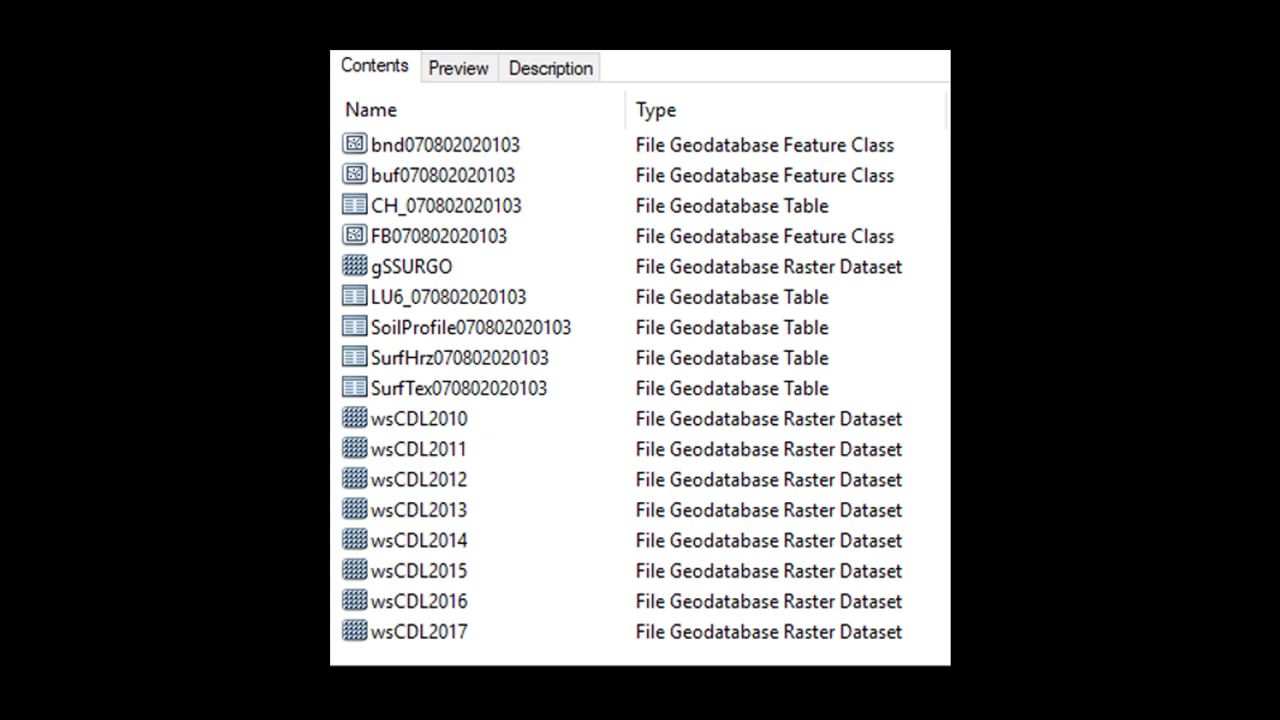 Contents Preview Description
Name Type
bnd070802020103 File Geodatabase Feature Class
buf070802020103 File Geodatabase Feature Class
CH_070802020103 File Geodatabase Table
FB070802020103 File Geodatabase Feature Class
gSSURGO File Geodatabase Raster Dataset
LU6_070802020103 File Geodatabase Table
SoilProfile070802020103 File Geodatabase Table
SurfHrz070802020103 File Geodatabase Table
SurfTex070802020103 File Geodatabase Table
wsCDL2010 File Geodatabase Raster Dataset
wsCDL2011 File Geodatabase Raster Dataset
wsCDL2012 File Geodatabase Raster Dataset
wsCDL2013 File Geodatabase Raster Dataset
wsCDL2014 File Geodatabase Raster Dataset
wsCDL2015 File Geodatabase Raster Dataset
wsCDL2016 File Geodatabase Raster Dataset
wsCDL2017 File Geodatabase Raster Dataset